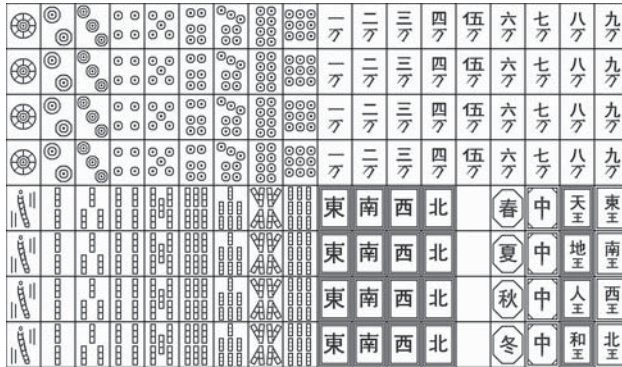 一万 二万 三万 四万 伍万 六万 七万 八万 九万
一万 二万 三万 四万 伍万 六万 七万 八万 九万
一万 二万 三万 四万 伍万 六万 七万 八万 九万
一万 二万 三万 四万 伍万 六万 七万 八万 九万
東 南 西 北 春 中 天王 東王
東 南 西 北 夏 中 地王 南王
東 南 西 北 秋 中 人王 西王
東 南 西 北 冬 中 和王 北王